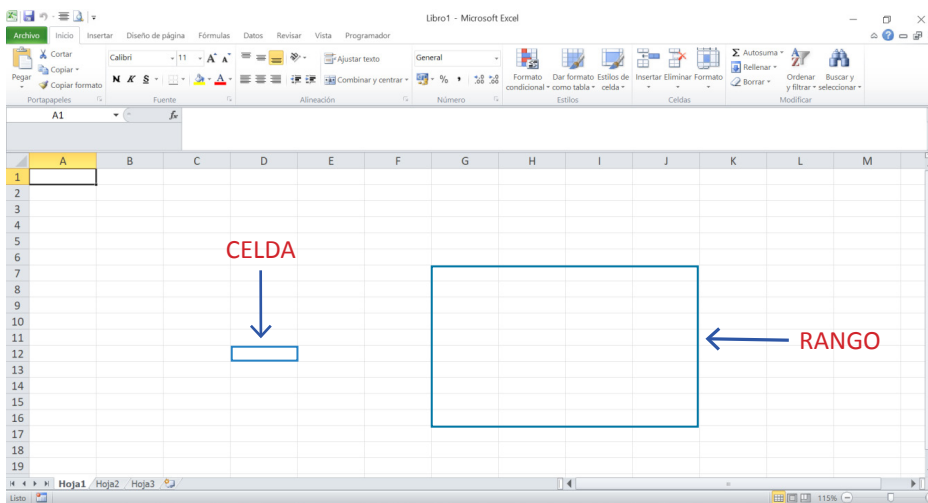 Libro1 - Microsoft Excel
Archivo Inicio Insertar Diseño de página Fórmulas Datos Revisar Vista Programador
Pegar
Cortar
Copiar
Copiar formato
Portapapeles
Calibri 11
N K S
Fuente
Ajustar texto
Combinar y centrar
Alineación
General
Número
Formato condicional
Dar formato como tabla
Estilos de celda
Estilos
Insertar Eliminar Formato
Celdas
Autosuma
Rellenar
Borrar
Ordenar y filtrar
Buscar y seleccionar
Modificar
A1 fx
A B C D E F G H I J K L M
1
2
3
4
5
CELDA
6
7
8
9
10
11
RANGO
12
13
14
15
16
17
18
19
Hoja1 Hoja2 Hoja3
Listo 115%